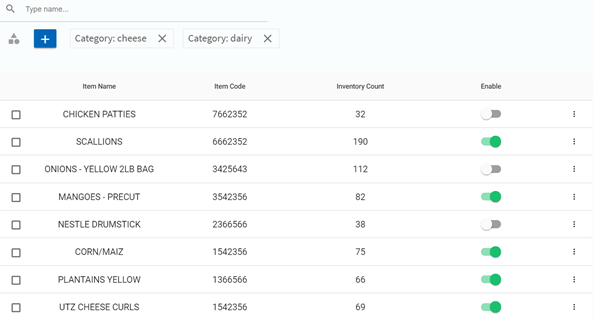 Type name...
Category: cheese Category: dairy
Item Name Item Code Inventory Count Enable
CHICKEN PATTIES 7662352 32
SCALLIONS 6662352 190
ONIONS - YELLOW 2LB BAG 3425643 112
MANGOES - PRECUT 3542356 82
NESTLE DRUMSTICK 2366566 38
CORN/MAIZ 1542356 75
PLANTAINS YELLOW 1366566 66
UTZ CHEESE CURLS 1542356 69